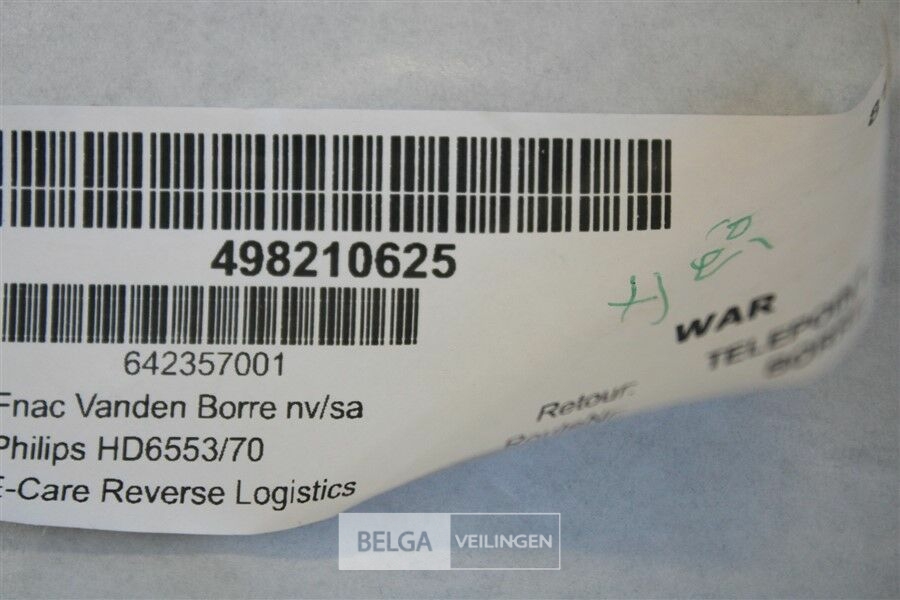 498210625
642357001
Fnac Vanden Borre nv/sa
Philips HD6553/70
E-Care Reverse Logistics
WAR
Retour:
BELGA VEILINGEN